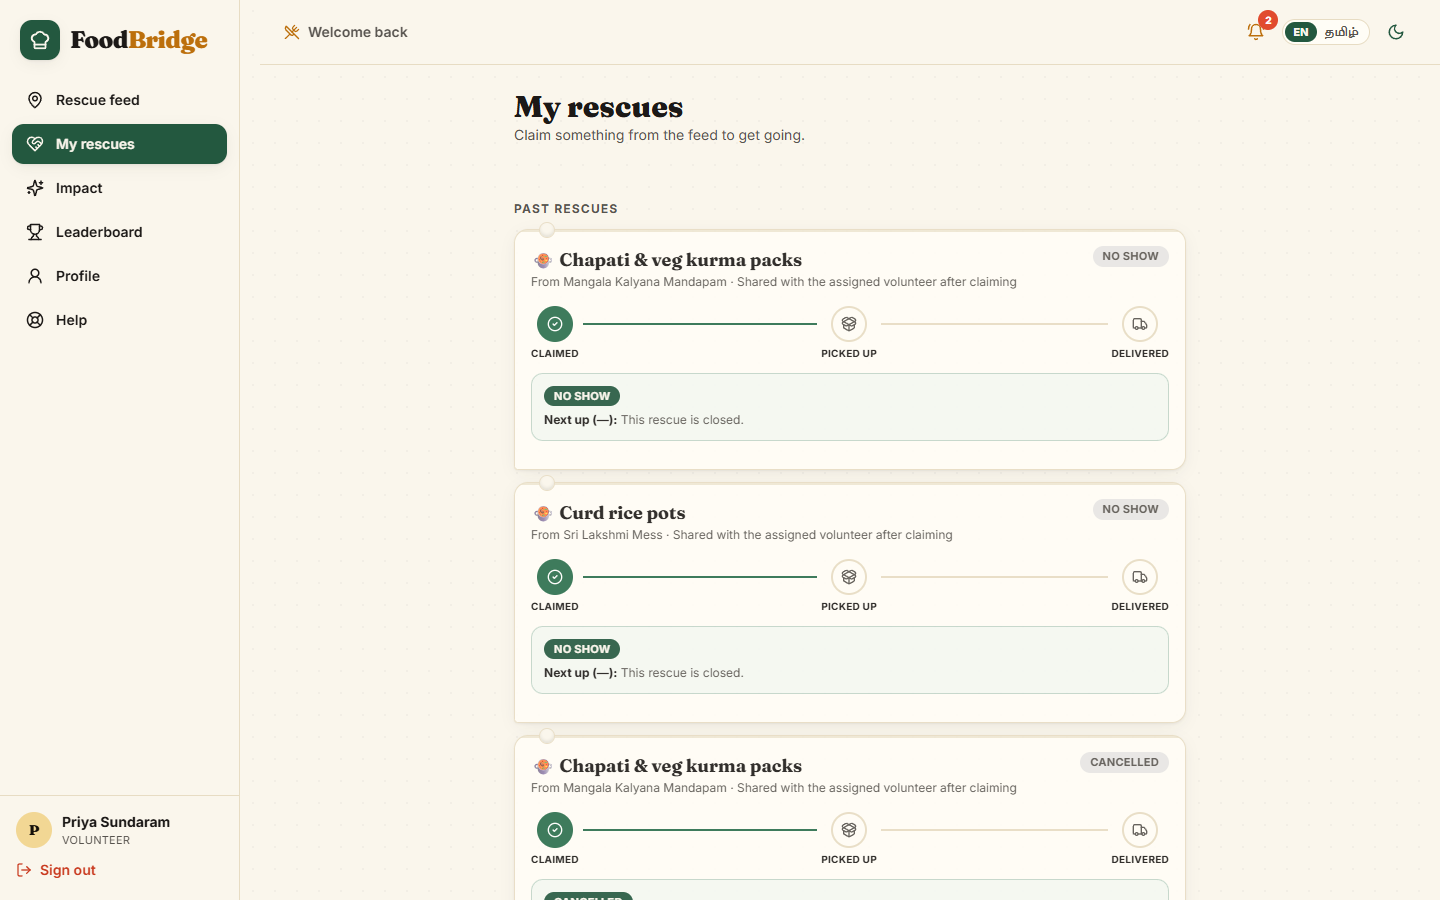 FoodBridge
Rescue feed
My rescues
Impact
Leaderboard
Profile
Help
Priya Sundaram
P
VOLUNTEER
Sign out
Welcome back
2
EN தமிழ்
My rescues
Claim something from the feed to get going.
PAST RESCUES
Chapati & veg kurma packs
NO SHOW
From Mangala Kalyana Mandapam · Shared with the assigned volunteer after claiming
CLAIMED PICKED UP DELIVERED
NO SHOW
Next up (—): This rescue is closed.
Curd rice pots
NO SHOW
From Sri Lakshmi Mess · Shared with the assigned volunteer after claiming
CLAIMED PICKED UP DELIVERED
NO SHOW
Next up (—): This rescue is closed.
Chapati & veg kurma packs
CANCELLED
From Mangala Kalyana Mandapam · Shared with the assigned volunteer after claiming
CLAIMED PICKED UP DELIVERED
CANCELLED